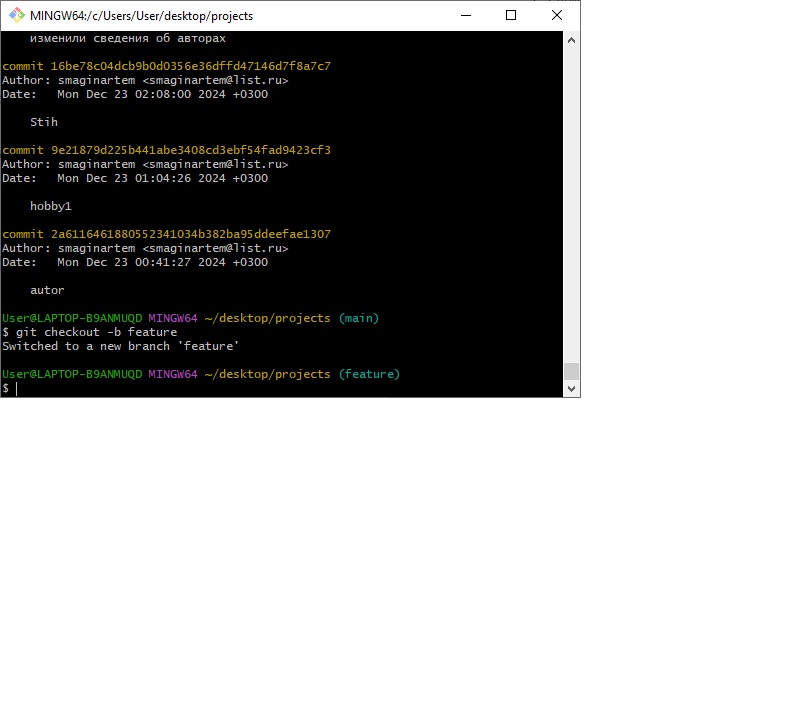 MINGW64:/c/Users/User/desktop/projects
изменили сведения об авторах
commit 16be78c04dcb9b0d0356e36dffd47146d7f8a7c7
Author: smaginartem <smaginartem@list.ru>
Date:   Mon Dec 23 02:08:00 2024 +0300
Stih
commit 9e21879d225b441abe3408cd3ebf54fad9423cf3
Author: smaginartem <smaginartem@list.ru>
Date:   Mon Dec 23 01:04:26 2024 +0300
hobby1
commit 2a6116461880552341034b382ba95ddeefae1307
Author: smaginartem <smaginartem@list.ru>
Date:   Mon Dec 23 00:41:27 2024 +0300
autor
User@LAPTOP-B9ANMUQD MINGW64 ~/desktop/projects (main)
$ git checkout -b feature
Switched to a new branch 'feature'
User@LAPTOP-B9ANMUQD MINGW64 ~/desktop/projects (feature)
$